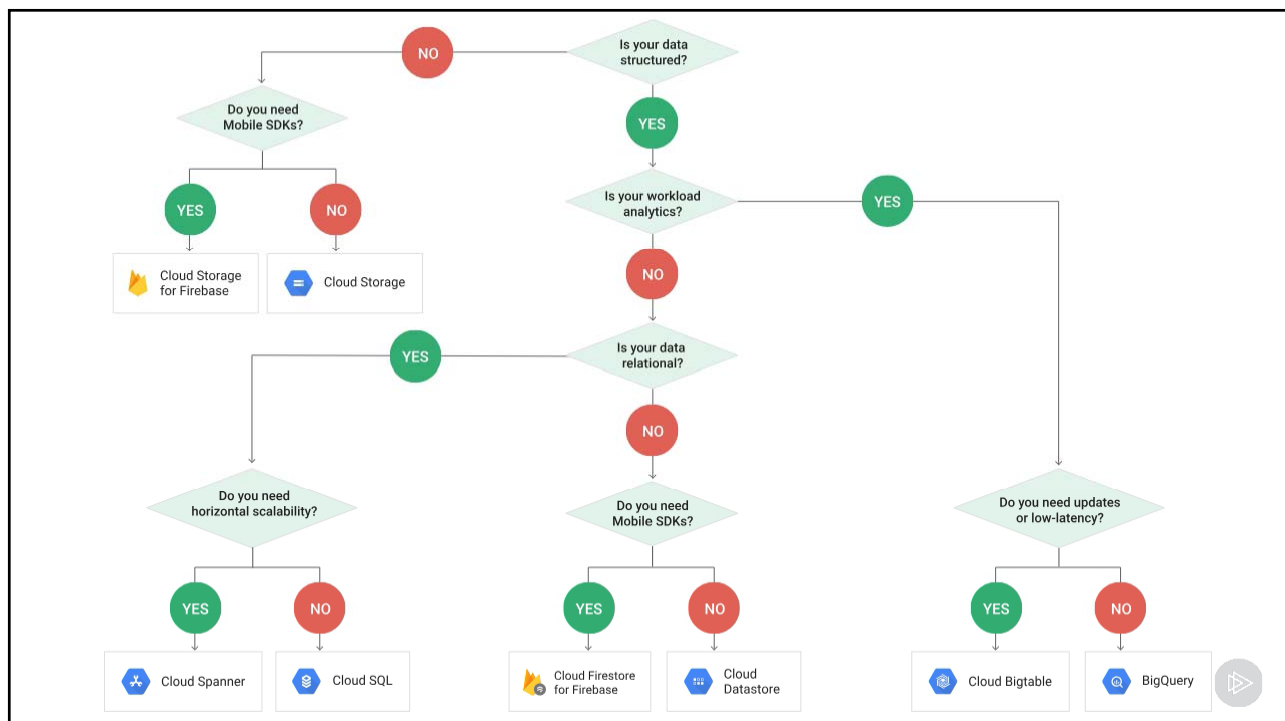 Is your data
structured?
NO
YES
Do you need
Mobile SDKs?
YES
NO
Cloud Storage
for Firebase
Cloud Storage
Is your workload
analytics?
YES
NO
Is your data
relational?
YES
NO
Do you need
horizontal scalability?
YES
NO
Cloud Spanner
Cloud SQL
Do you need
Mobile SDKs?
YES
NO
Cloud Firestore
for Firebase
Cloud
Datastore
Do you need updates
or low-latency?
YES
NO
Cloud Bigtable
BigQuery